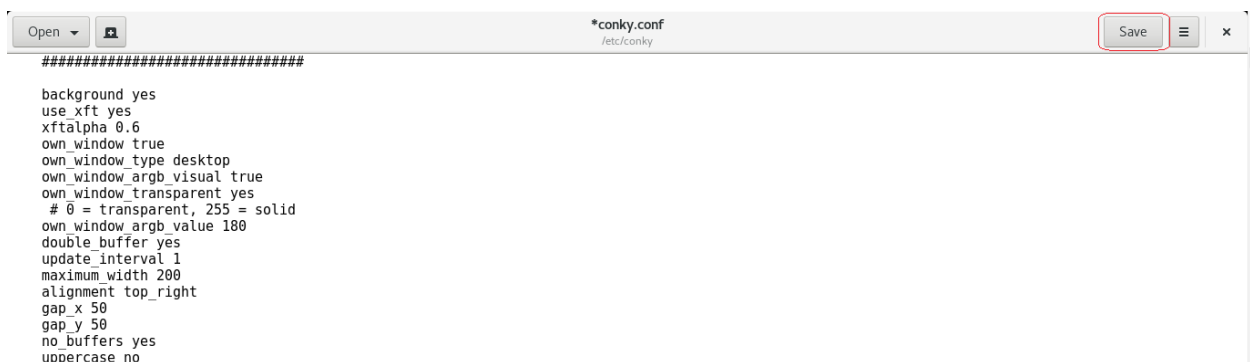 Open
*conky.conf
/etc/conky
Save
################################
background yes
use_xft yes
xftalpha 0.6
own_window true
own_window_type desktop
own_window_argb_visual true
own_window_transparent yes
# 0 = transparent, 255 = solid
own_window_argb_value 180
double_buffer yes
update_interval 1
maximum_width 200
alignment top_right
gap_x 50
gap_y 50
no_buffers yes
uppercase no